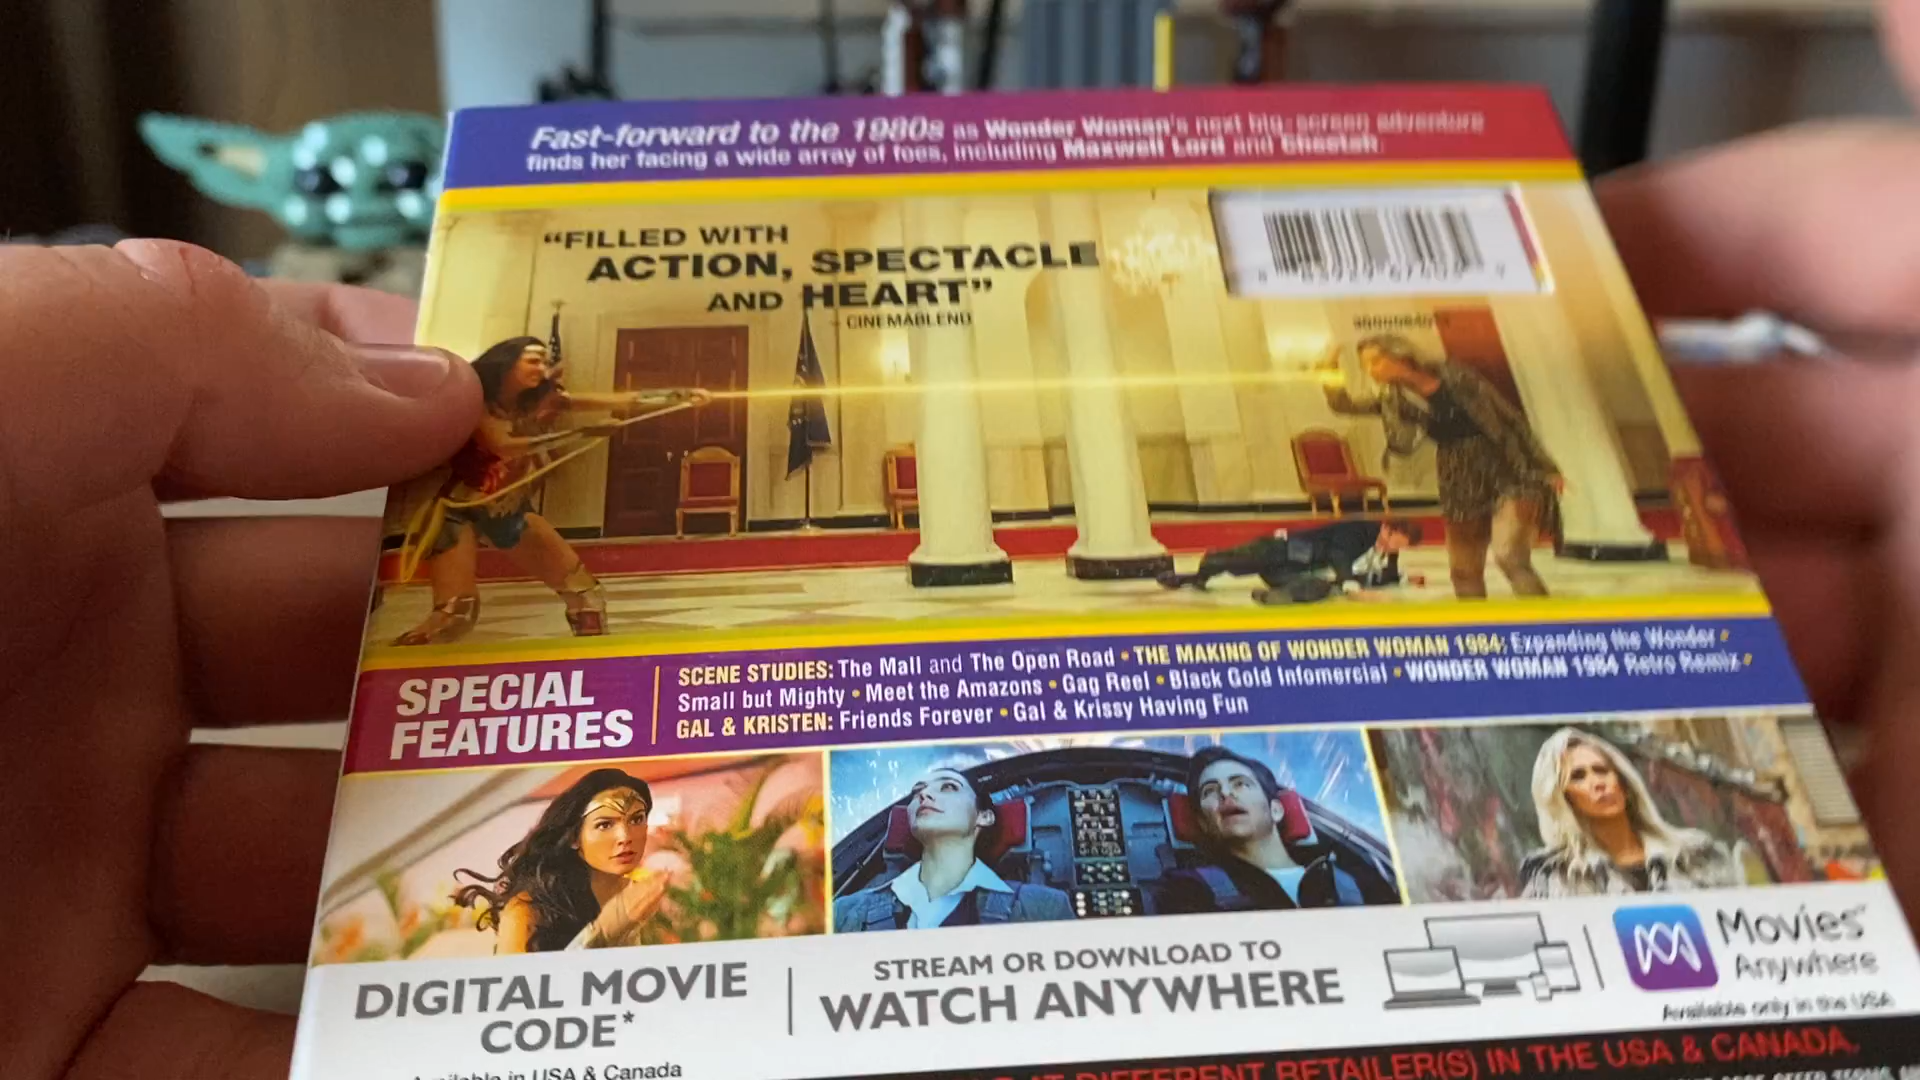 Fast-forward to the 1980s as Wonder Woman's next big-screen adventure
finds her facing a wide array of foes, including Maxwell Lord and Cheetah.
“FILLED WITH
ACTION, SPECTACLE
AND HEART”
CINEMABLEND
SPECIAL
FEATURES
SCENE STUDIES: The Mall and The Open Road • THE MAKING OF WONDER WOMAN 1984: Expanding the Wonder •
Small but Mighty • Meet the Amazons • Gag Reel • Black Gold Infomercial • WONDER WOMAN 1984 Retro Remix •
GAL & KRISTEN: Friends Forever • Gal & Krissy Having Fun
DIGITAL MOVIE
CODE*
Available in USA & Canada
STREAM OR DOWNLOAD TO
WATCH ANYWHERE
Movies
Anywhere
Available only in the USA
AT DIFFERENT RETAILER(S) IN THE USA & CANADA.